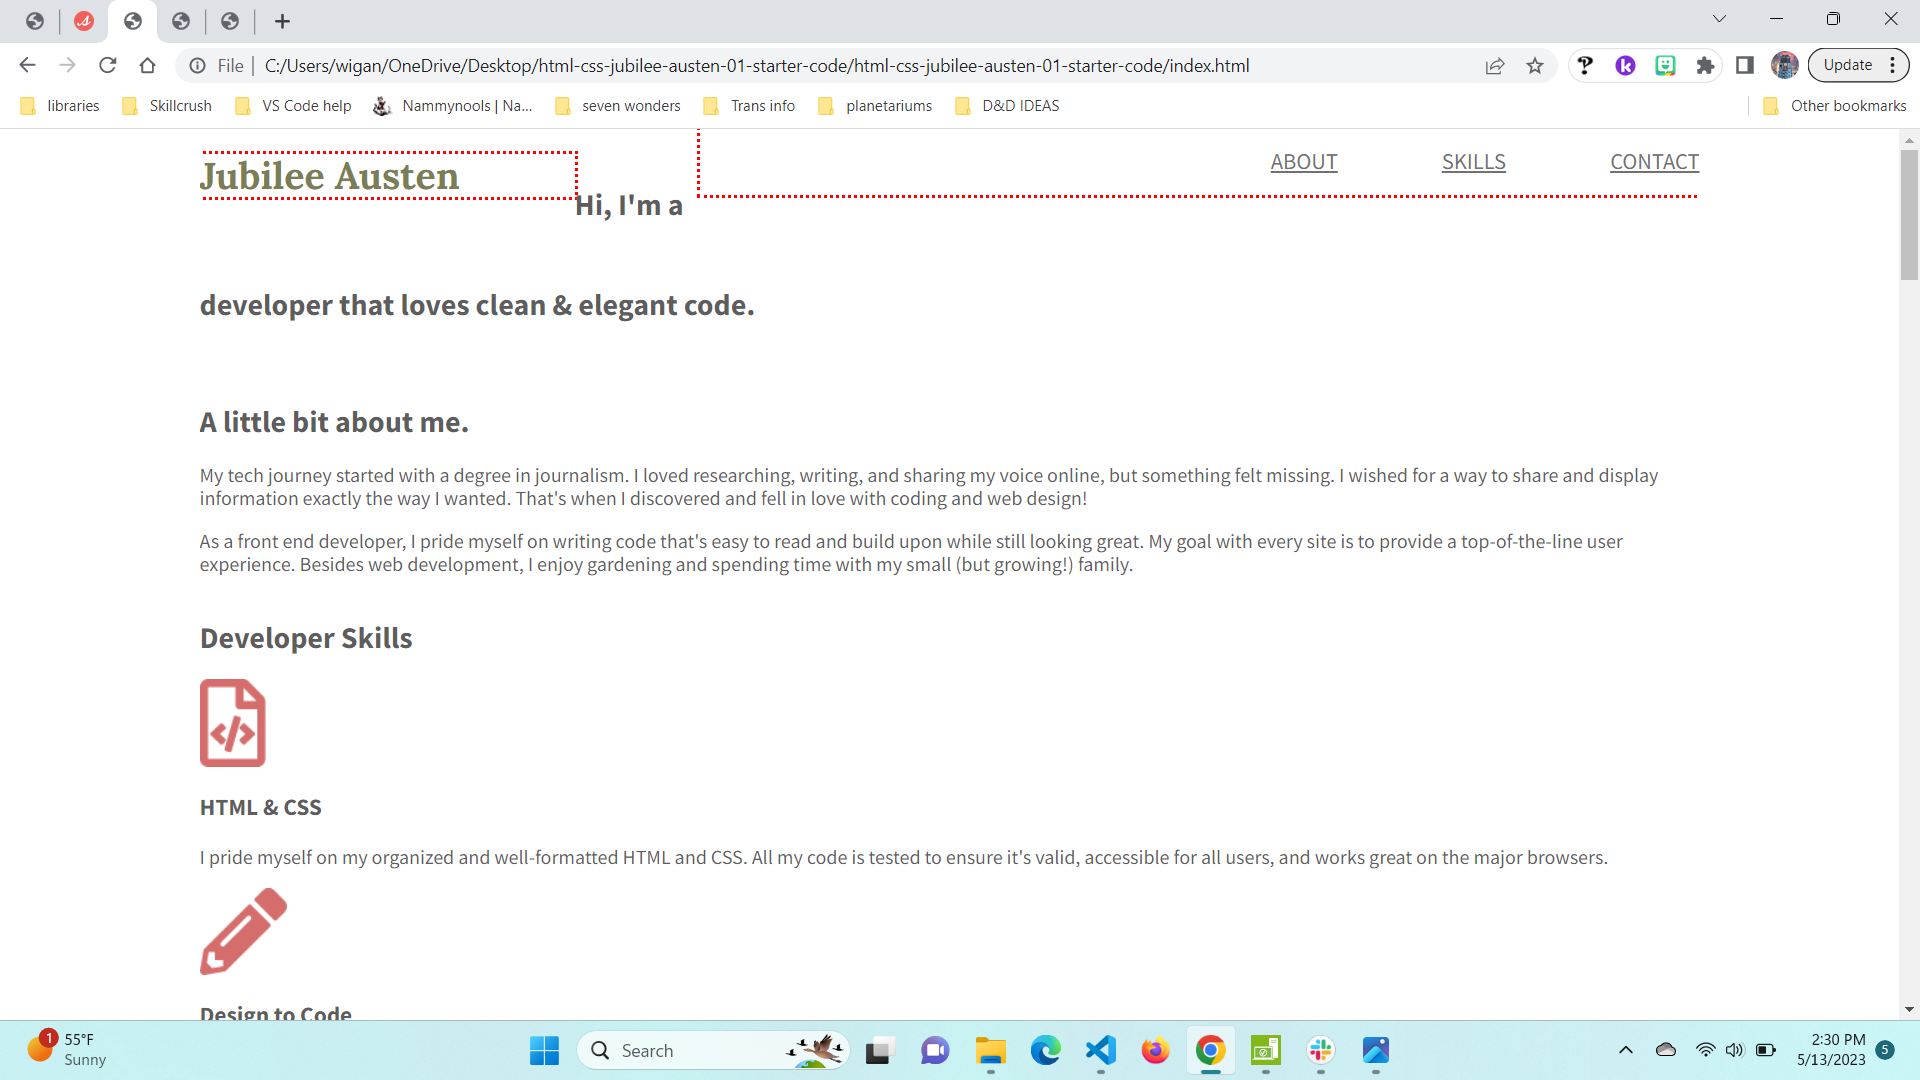 File
C:/Users/wigan/OneDrive/Desktop/html-css-jubilee-austen-01-starter-code/html-css-jubilee-austen-01-starter-code/index.html
Update
libraries
Skillcrush
VS Code help
Nammynools | Na...
seven wonders
Trans info
planetariums
D&D IDEAS
Other bookmarks
Jubilee Austen
ABOUT
SKILLS
CONTACT
Hi, I'm a
developer that loves clean & elegant code.
A little bit about me.
My tech journey started with a degree in journalism. I loved researching, writing, and sharing my voice online, but something felt missing. I wished for a way to share and display
information exactly the way I wanted. That's when I discovered and fell in love with coding and web design!
As a front end developer, I pride myself on writing code that's easy to read and build upon while still looking great. My goal with every site is to provide a top-of-the-line user
experience. Besides web development, I enjoy gardening and spending time with my small (but growing!) family.
Developer Skills
HTML & CSS
I pride myself on my organized and well-formatted HTML and CSS. All my code is tested to ensure it's valid, accessible for all users, and works great on the major browsers.
Design to Code
1
55°F
Sunny
Search
2:30 PM
5/13/2023
5